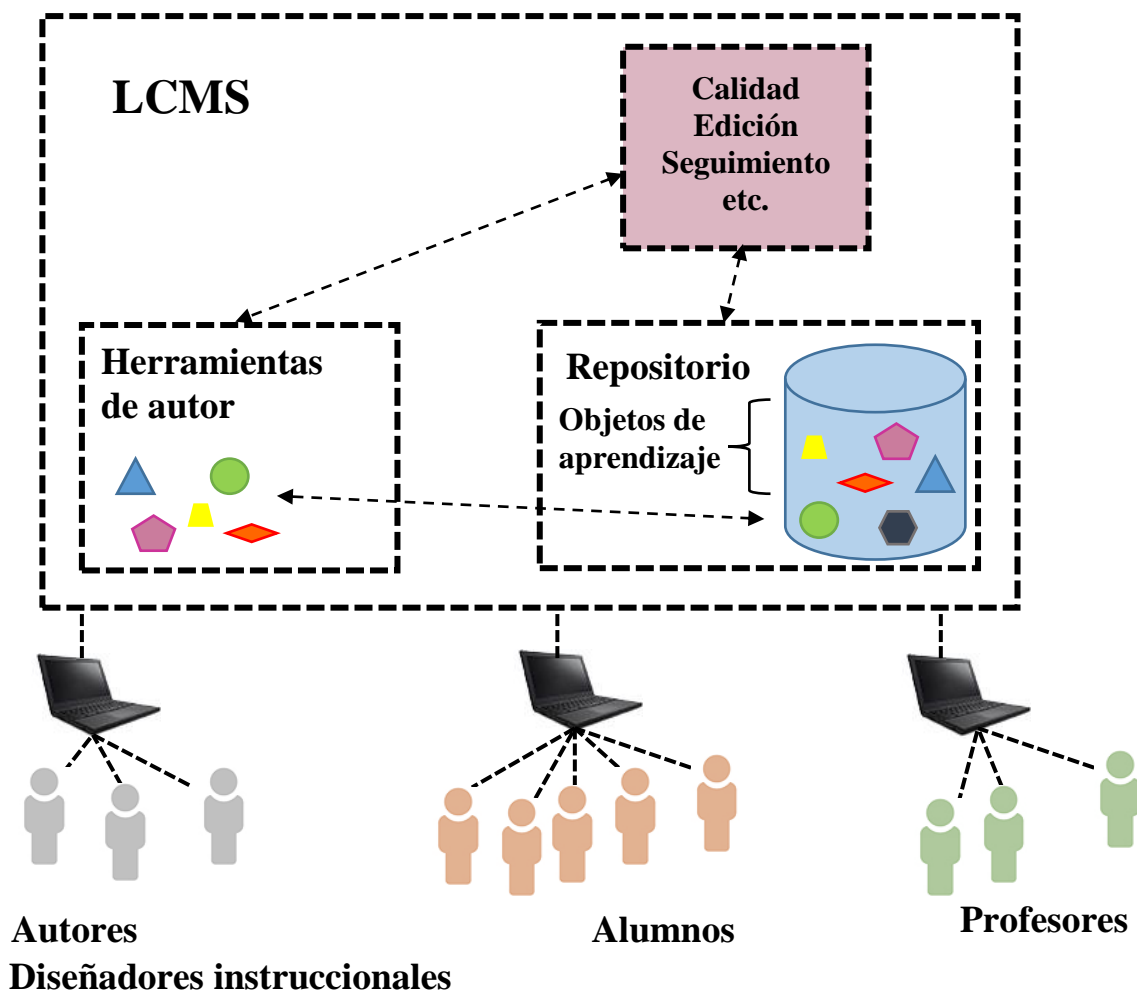 LCMS
Calidad
Edición
Seguimiento
etc.
Herramientas
de autor
Repositorio
Objetos de
aprendizaje
Autores
Diseñadores instruccionales
Alumnos
Profesores